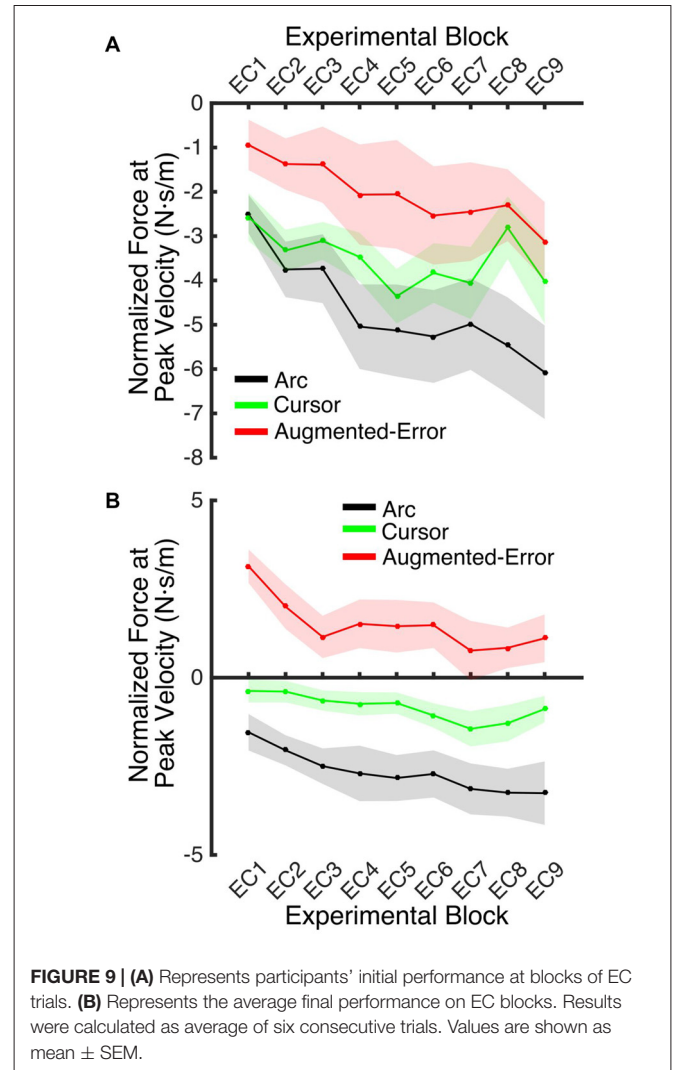 A
Experimental Block
EC1 EC2 EC3 EC4 EC5 EC6 EC7 EC8 EC9
Normalized Force at
Peak Velocity (N·s/m)
0
-1
-2
-3
-4
-5
-6
-7
-8
Arc
Cursor
Augmented-Error
B
Normalized Force at
Peak Velocity (N·s/m)
5
0
-5
Arc
Cursor
Augmented-Error
EC1 EC2 EC3 EC4 EC5 EC6 EC7 EC8 EC9
Experimental Block
FIGURE 9 | (A) Represents participants’ initial performance at blocks of EC
trials. (B) Represents the average final performance on EC blocks. Results
were calculated as average of six consecutive trials. Values are shown as
mean ± SEM.